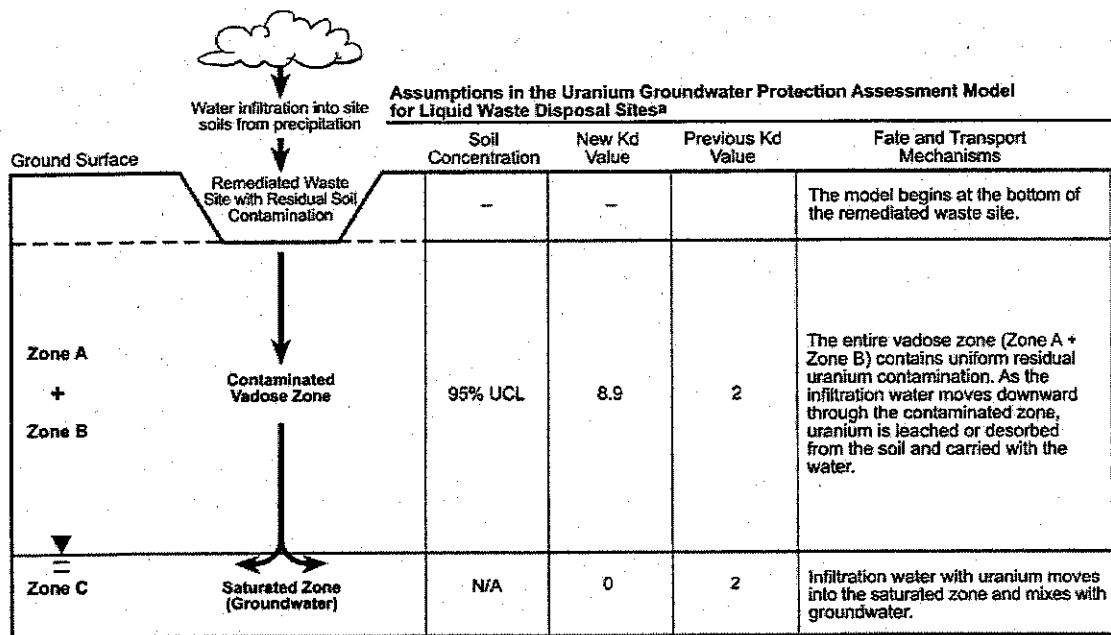 Water infiltration into site
soils from precipitation
Assumptions in the Uranium Groundwater Protection Assessment Model
for Liquid Waste Disposal Sitesa
Ground Surface
Soil
Concentration
New Kd
Value
Previous Kd
Value
Fate and Transport
Mechanisms
Remediated Waste
Site with Residual Soil
Contamination
–
–
The model begins at the bottom of
the remediated waste site.
Zone A
+
Zone B
Contaminated
Vadose Zone
95% UCL
8.9
2
The entire vadose zone (Zone A +
Zone B) contains uniform residual
uranium contamination. As the
infiltration water moves downward
through the contaminated zone,
uranium is leached or desorbed
from the soil and carried with the
water.
Zone C
Saturated Zone
(Groundwater)
N/A
0
2
Infiltration water with uranium moves
into the saturated zone and mixes with
groundwater.